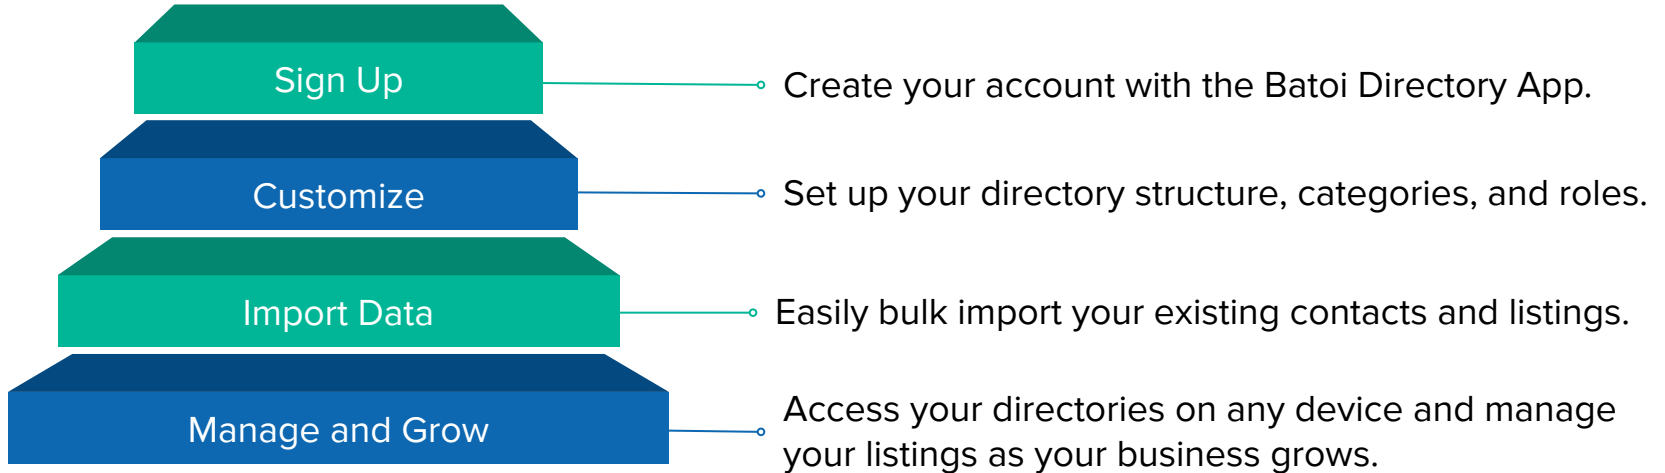 Sign Up
Create your account with the Batoi Directory App.
Customize
Set up your directory structure, categories, and roles.
Import Data
Easily bulk import your existing contacts and listings.
Manage and Grow
Access your directories on any device and manage
your listings as your business grows.